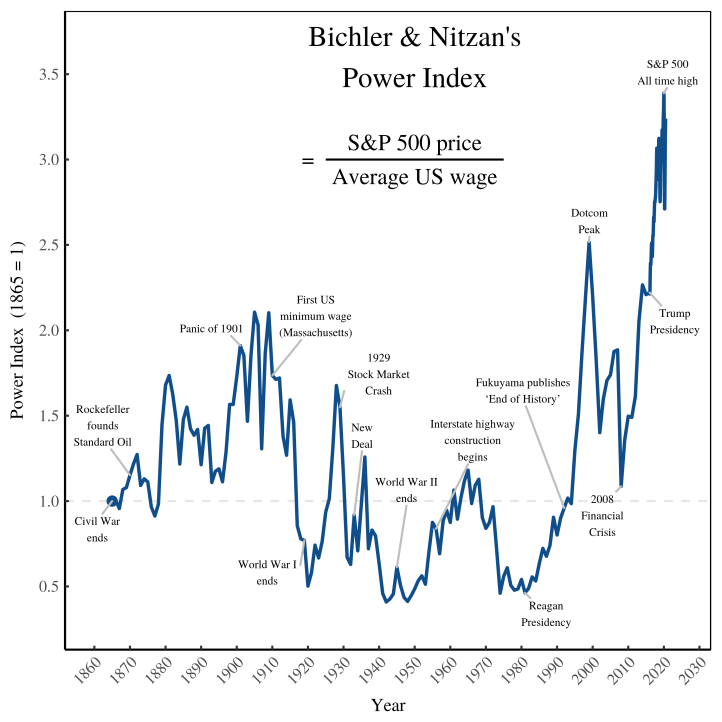 Bichler & Nitzan's
Power Index
= S&P 500 price
Average US wage
S&P 500
All time high
Dotcom
Peak
Trump
Presidency
First US
minimum wage
(Massachusetts)
Panic of 1901
1929
Stock Market
Crash
Fukuyama publishes
‘End of History’
Rockefeller
founds
Standard Oil
New
Deal
Interstate highway
construction
begins
World War II
ends
2008
Financial
Crisis
Civil War
ends
World War I
ends
Reagan
Presidency
Power Index (1865 = 1)
3.5
3.0
2.5
2.0
1.5
1.0
0.5
1860
1870
1880
1890
1900
1910
1920
1930
1940
1950
1960
1970
1980
1990
2000
2010
2020
2030
Year